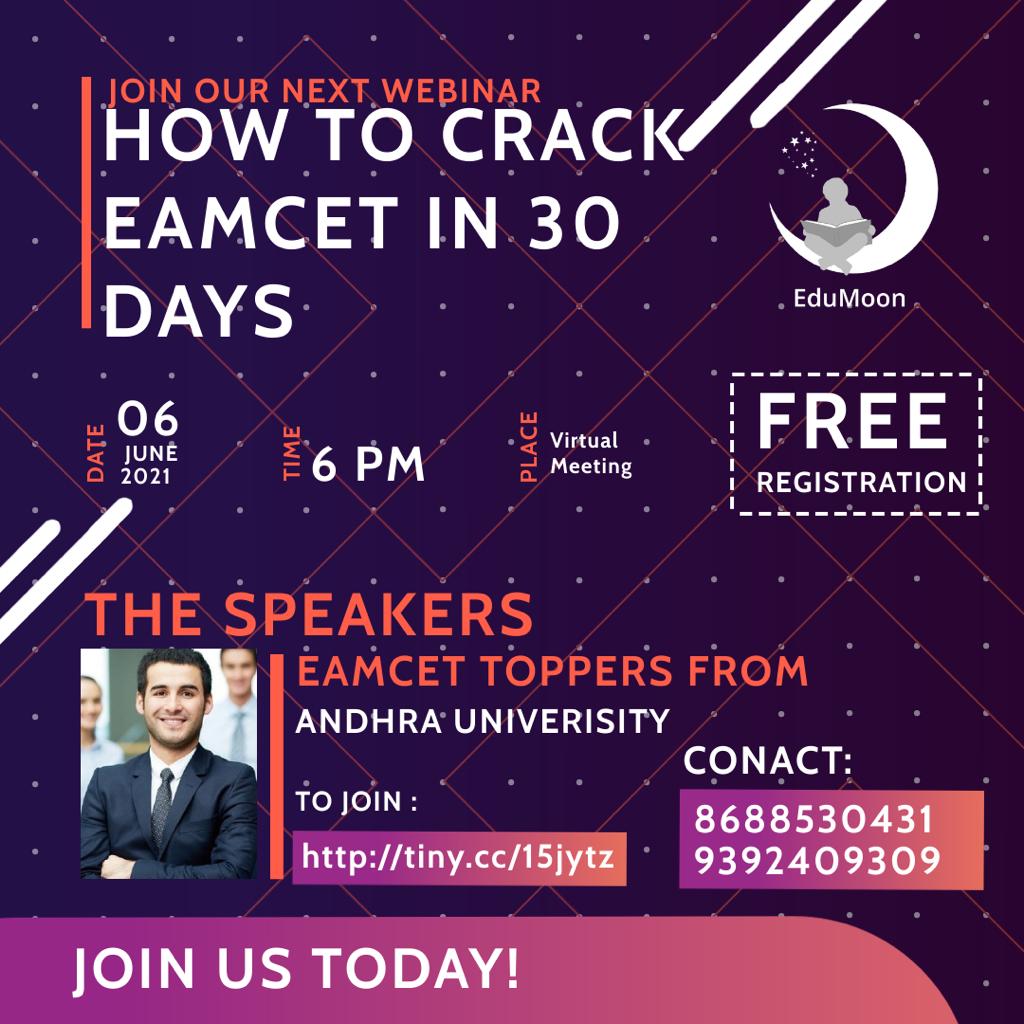 JOIN OUR NEXT WEBINAR
HOW TO CRACK
EAMCET IN 30
DAYS
EduMoon
DATE
06
JUNE
2021
TIME
6 PM
PLACE
Virtual
Meeting
FREE
REGISTRATION
THE SPEAKERS
EAMCET TOPPERS FROM
ANDHRA UNIVERISITY
TO JOIN :
http://tiny.cc/15jytz
CONACT:
8688530431
9392409309
JOIN US TODAY!